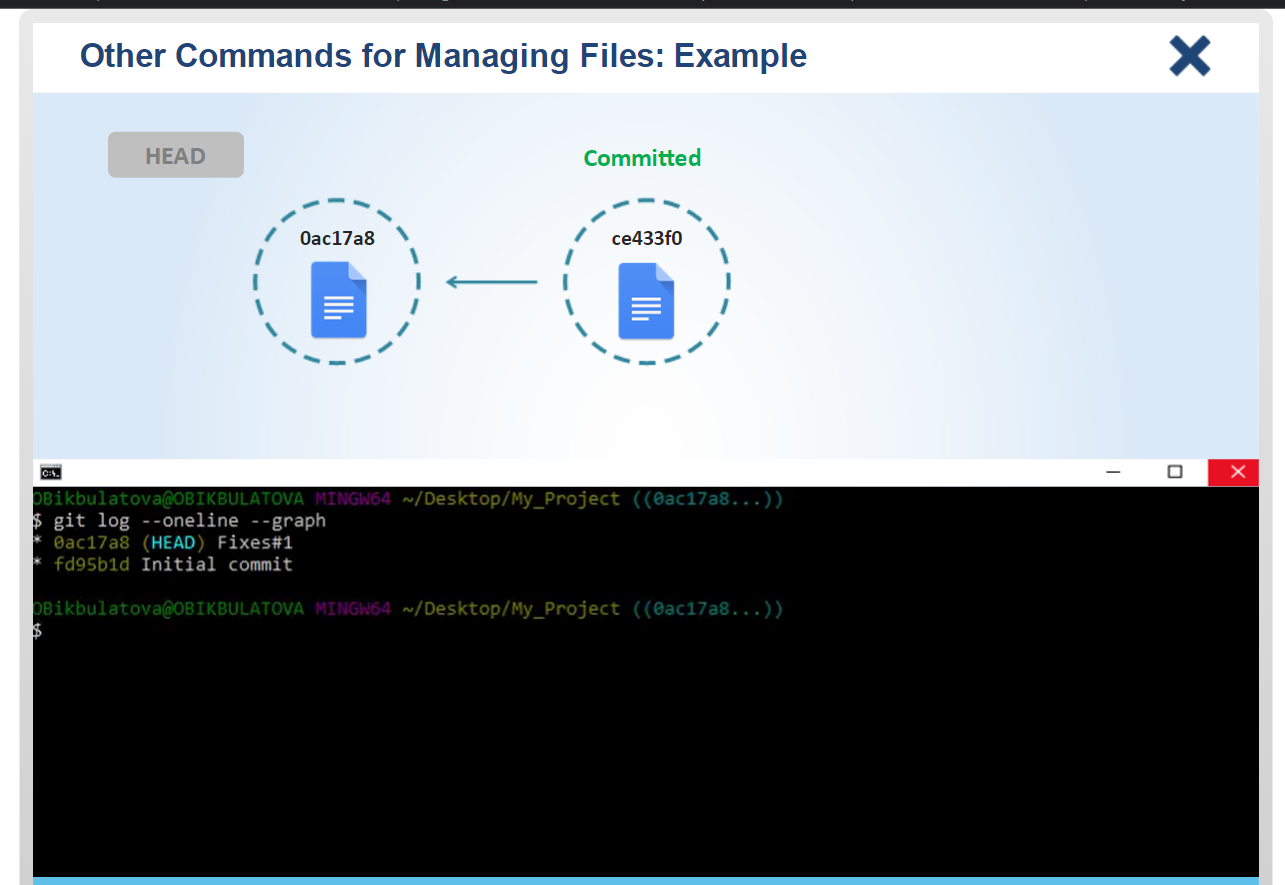 Other Commands for Managing Files: Example
HEAD
Committed
0ac17a8
ce433f0
C:\.
OBikbulatova@OBIKBULATOVA MINGW64 ~/Desktop/My_Project ((0ac17a8...))
$ git log --oneline --graph
* 0ac17a8 (HEAD) Fixes#1
* fd95b1d Initial commit
OBikbulatova@OBIKBULATOVA MINGW64 ~/Desktop/My_Project ((0ac17a8...))
$